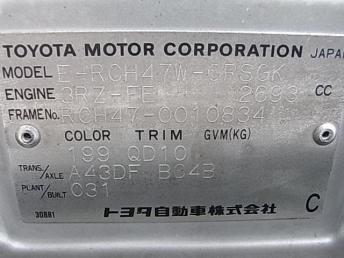 TOYOTA MOTOR CORPORATION JAPAN
MODEL E-RCH47W-GRSGK
ENGINE 3RZ-FE 2693 CC
FRAME No. RCH47-0010834
COLOR TRIM GVM(KG)
199 QD10
TRANS./AXLE A43DF B04B
PLANT/BUILT 031
30881
トヨタ自動車株式会社 C